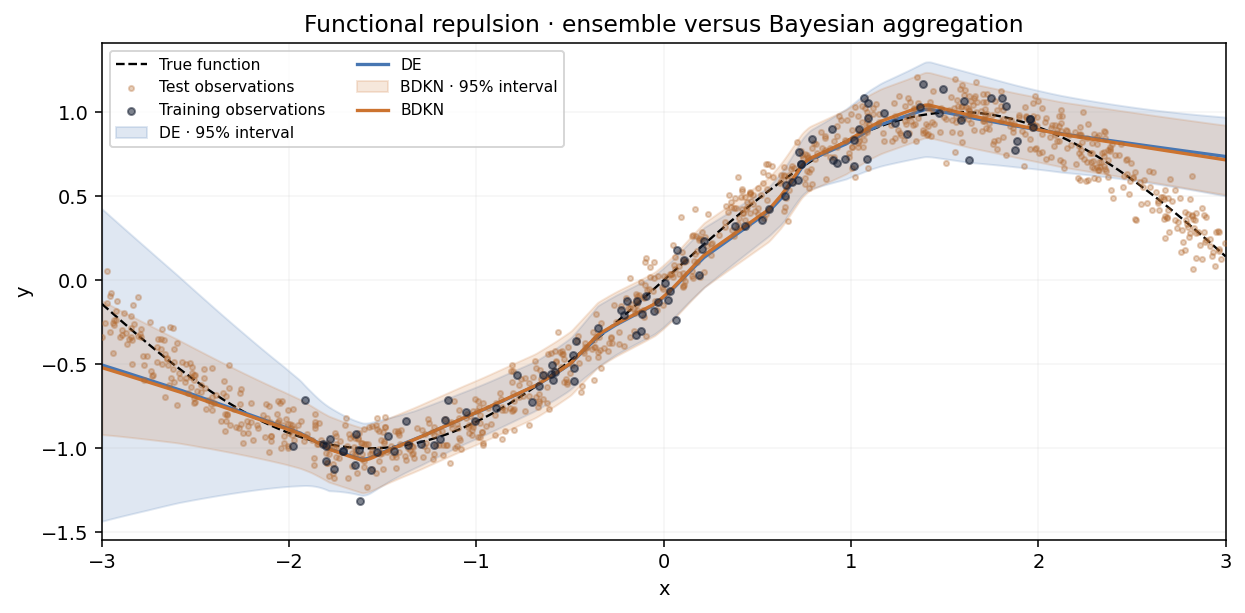 Functional repulsion · ensemble versus Bayesian aggregation
True function
Test observations
Training observations
DE · 95% interval
DE
BDKN · 95% interval
BDKN
y
1.0
0.5
0.0
−0.5
−1.0
−1.5
−3
−2
−1
0
1
2
3
x